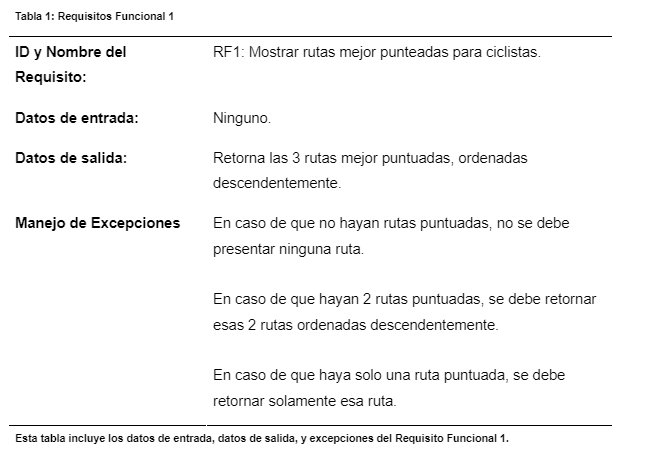 Tabla 1: Requisitos Funcional 1
ID y Nombre del Requisito: RF1: Mostrar rutas mejor punteadas para ciclistas.
Datos de entrada: Ninguno.
Datos de salida: Retorna las 3 rutas mejor puntuadas, ordenadas
descendentemente.
Manejo de Excepciones En caso de que no hayan rutas puntuadas, no se debe
presentar ninguna ruta.
En caso de que hayan 2 rutas puntuadas, se debe retornar
esas 2 rutas ordenadas descendentemente.
En caso de que haya solo una ruta puntuada, se debe
retornar solamente esa ruta.
Esta tabla incluye los datos de entrada, datos de salida, y excepciones del Requisito Funcional 1.